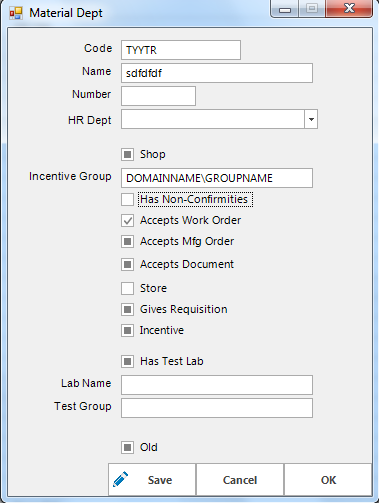 Material Dept
Code TYYTR
Name sdfdfdf
Number
HR Dept
Shop
Incentive Group DOMAINNAME\GROUPNAME
Has Non-Confirmities
Accepts Work Order
Accepts Mfg Order
Accepts Document
Store
Gives Requisition
Incentive
Has Test Lab
Lab Name
Test Group
Old
Save Cancel OK